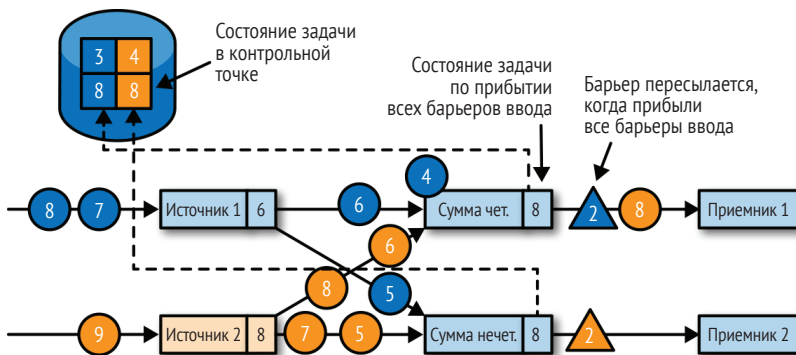 3 4
8 8
Состояние задачи
в контрольной
точке
Состояние задачи
по прибытии
всех барьеров ввода
Барьер пересылается,
когда прибыли
все барьеры ввода
8 7 Источник 1 6 6 4 Сумма чет. 8 2 8 Приемник 1
8 6
5
9 Источник 2 8 7 5 Сумма нечет. 8 2 Приемник 2